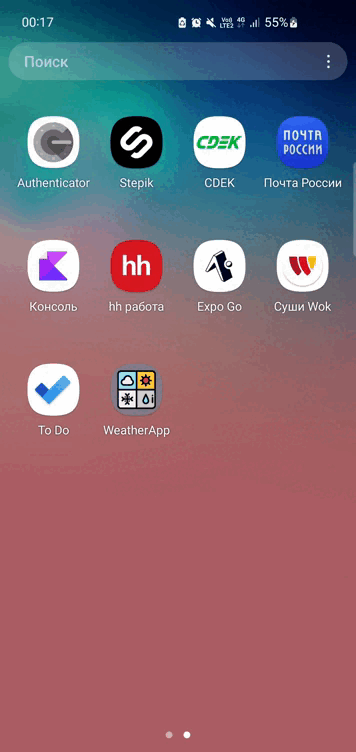 00:17
Vo))
LTE2
4G
55%
Поиск
CDEK
ПОЧТА
РОССИИ
Authenticator Stepik CDEK Почта России
hh
Консоль hh работа Expo Go Суши Wok
i
To Do WeatherApp